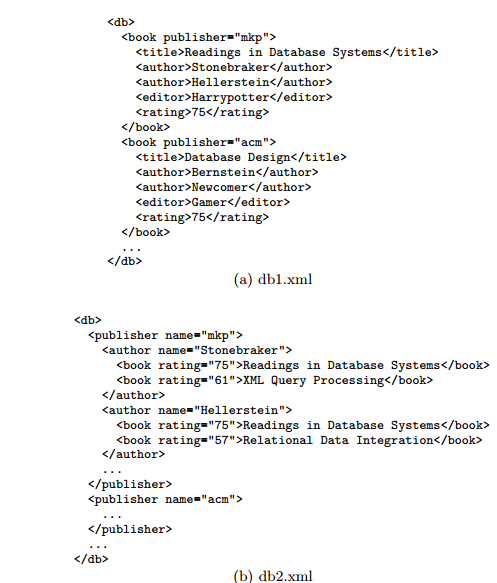 <db>
<book publisher="mkp">
<title>Readings in Database Systems</title>
<author>Stonebraker</author>
<author>Hellerstein</author>
<editor>Harrypotter</editor>
<rating>75</rating>
</book>
<book publisher="acm">
<title>Database Design</title>
<author>Bernstein</author>
<author>Newcomer</author>
<editor>Gamer</editor>
<rating>75</rating>
</book>
...
</db>
(a) db1.xml
<db>
<publisher name="mkp">
<author name="Stonebraker">
<book rating="75">Readings in Database Systems</book>
<book rating="61">XML Query Processing</book>
</author>
<author name="Hellerstein">
<book rating="75">Readings in Database Systems</book>
<book rating="57">Relational Data Integration</book>
</author>
...
</publisher>
<publisher name="acm">
...
</publisher>
...
</db>
(b) db2.xml